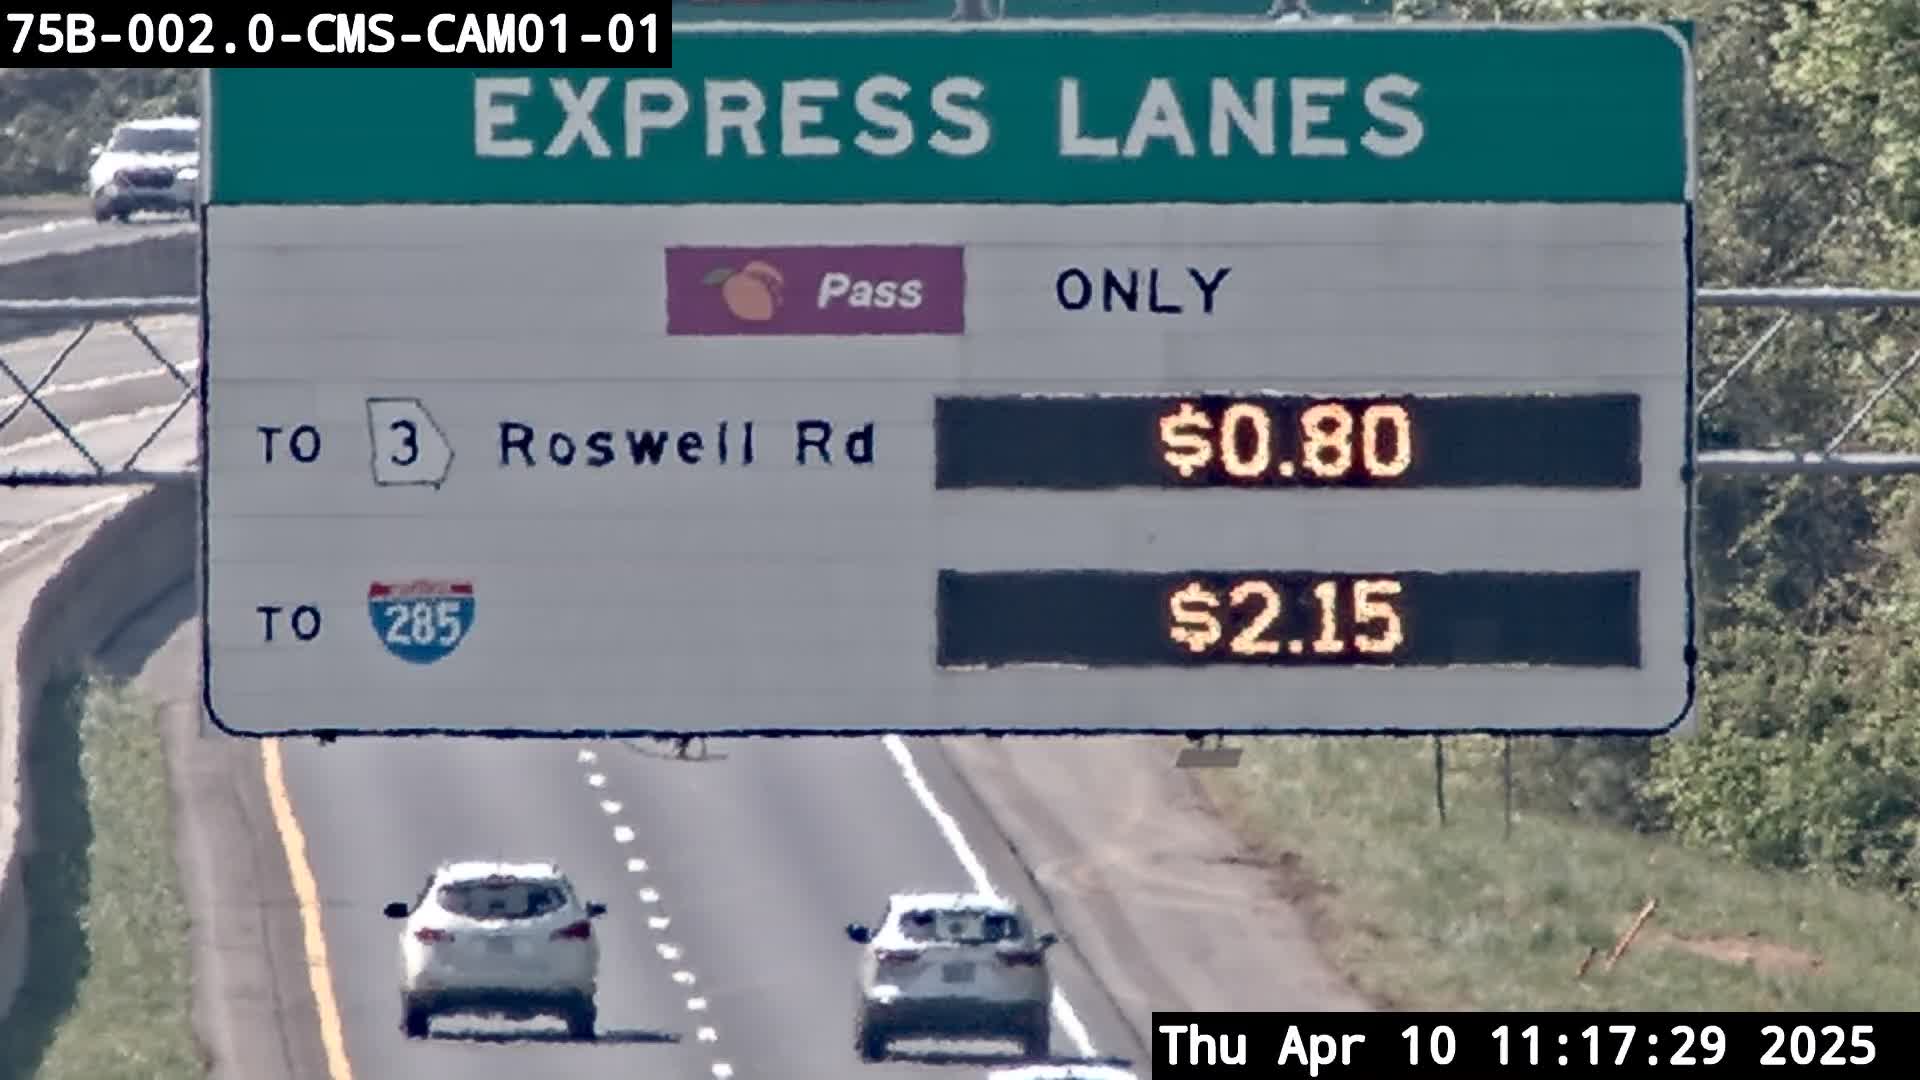 75B-002.0-CMS-CAM01-01
EXPRESS LANES
Pass ONLY
TO 3 Roswell Rd $0.80
TO 285 $2.15
Thu Apr 10 11:17:29 2025